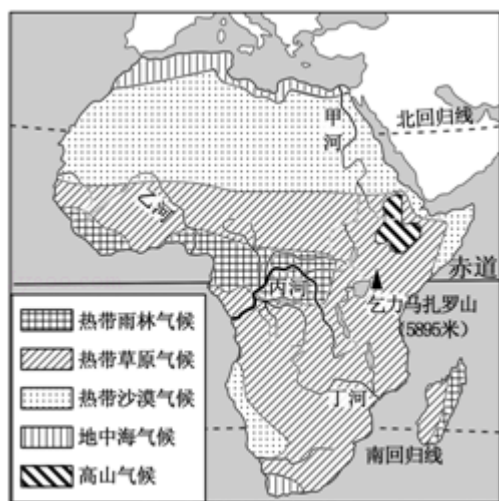 北回归线
甲河
乙河
赤道
丙河
乞力马扎罗山
(5895米)
丁河
南回归线
热带雨林气候
热带草原气候
热带沙漠气候
地中海气候
高山气候